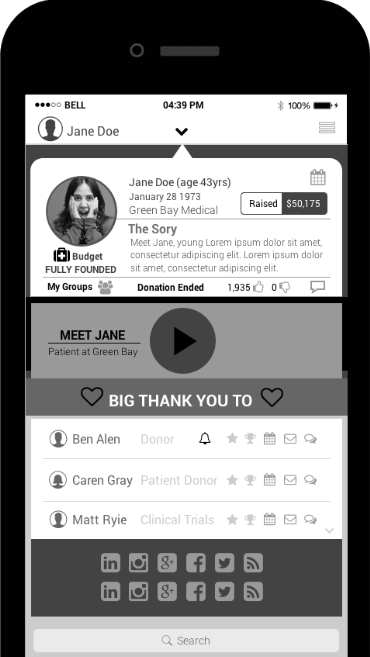 BELL 04:39 PM 100%
Jane Doe
Jane Doe (age 43yrs)
January 28 1973
Green Bay Medical
Raised $50,175
The Sory
Meet Jane, young Lorem ipsum dolor sit amet,
consectetur adipiscing elit. Lorem ipsum dolor
sit amet, consectetur adipiscing elit.
Budget
FULLY FOUNDED
My Groups Donation Ended 1,935 0
MEET JANE
Patient at Green Bay
BIG THANK YOU TO
Ben Alen Donor
Caren Gray Patient Donor
Matt Ryie Clinical Trials
in g+ f
in g+ f
Search